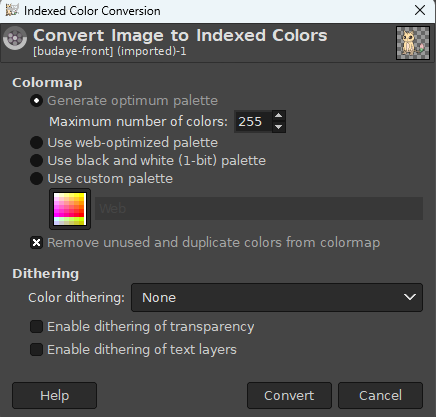 Indexed Color Conversion
Convert Image to Indexed Colors
[budaye-front] (imported)-1
Colormap
Generate optimum palette
Maximum number of colors: 255
Use web-optimized palette
Use black and white (1-bit) palette
Use custom palette
Web
Remove unused and duplicate colors from colormap
Dithering
Color dithering: None
Enable dithering of transparency
Enable dithering of text layers
Help Convert Cancel